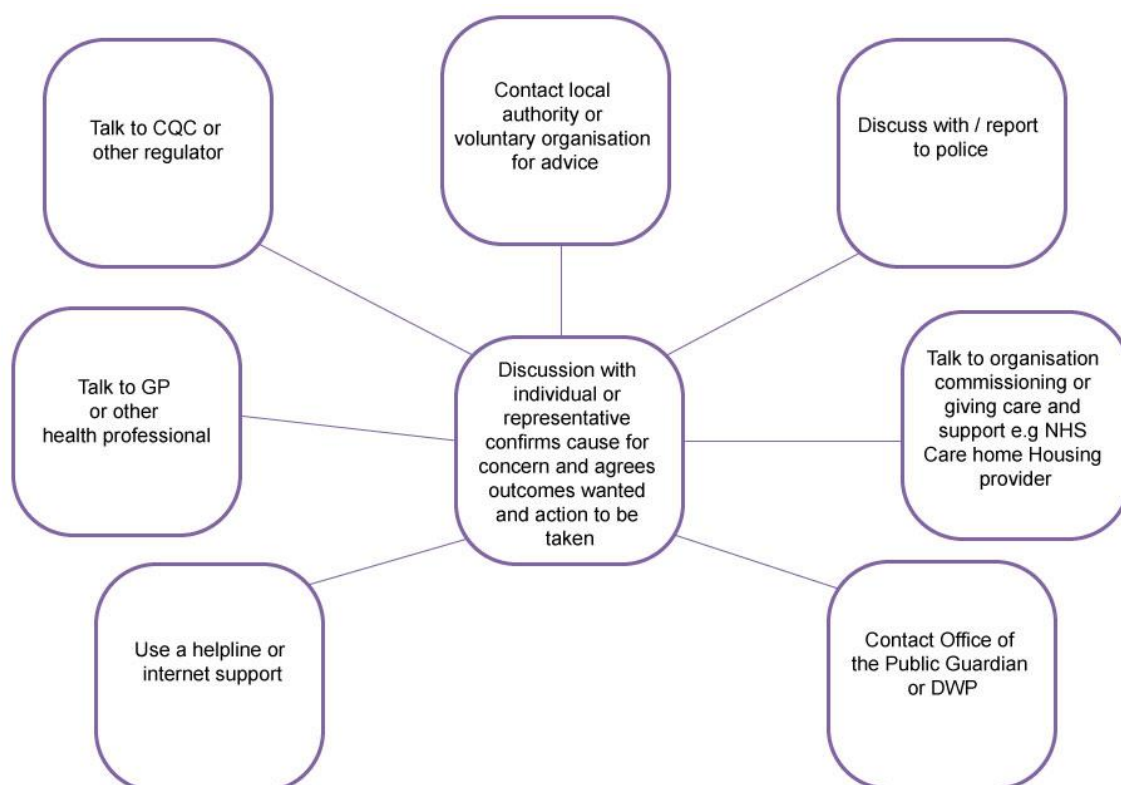 Talk to CQC or
other regulator
Contact local
authority or
voluntary organisation
for advice
Discuss with / report
to police
Talk to GP
or other
health professional
Discussion with
individual or
representative
confirms cause for
concern and agrees
outcomes wanted
and action to be
taken
Talk to organisation
commissioning or
giving care and
support e.g NHS
Care home Housing
provider
Use a helpline or
internet support
Contact Office of
the Public Guardian
or DWP